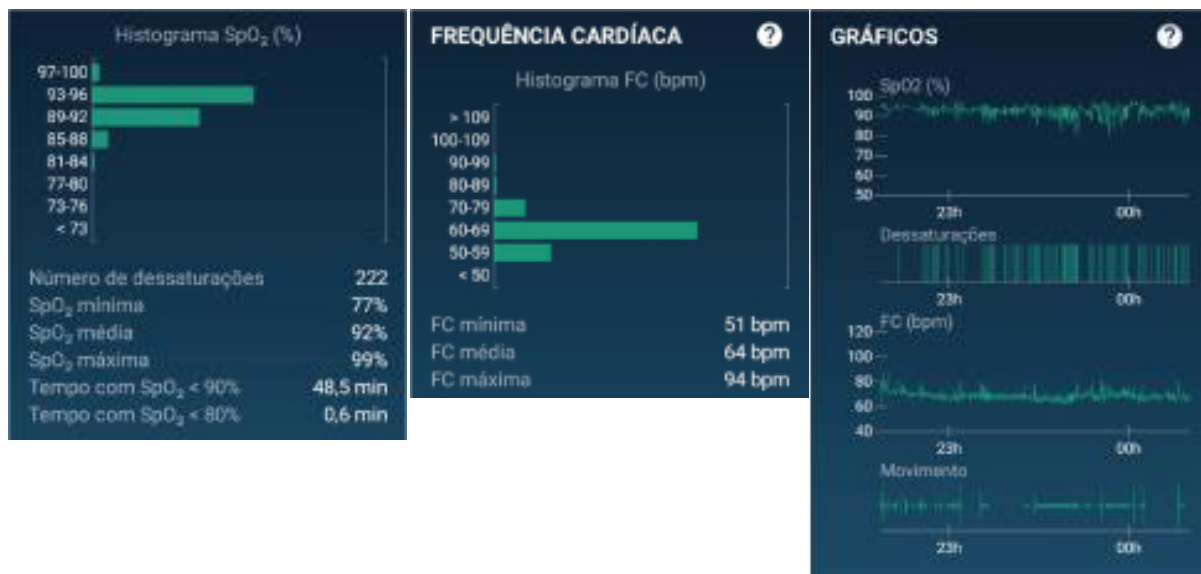 Histograma SpO₂ (%)
97-100
93-96
89-92
85-88
81-84
77-80
73-76
< 73
Número de dessaturações 222
SpO₂ mínima 77%
SpO₂ média 92%
SpO₂ máxima 99%
Tempo com SpO₂ < 90% 48,5 min
Tempo com SpO₂ < 80% 0,6 min
FREQUÊNCIA CARDÍACA ?
Histograma FC (bpm)
> 109
100-109
90-99
80-89
70-79
60-69
50-59
< 50
FC mínima 51 bpm
FC média 64 bpm
FC máxima 94 bpm
GRÁFICOS ?
SpO2 (%)
100
90
80
70
60
50
23h 00h
Dessaturações
23h 00h
FC (bpm)
120
100
80
60
40
23h 00h
Movimento
23h 00h